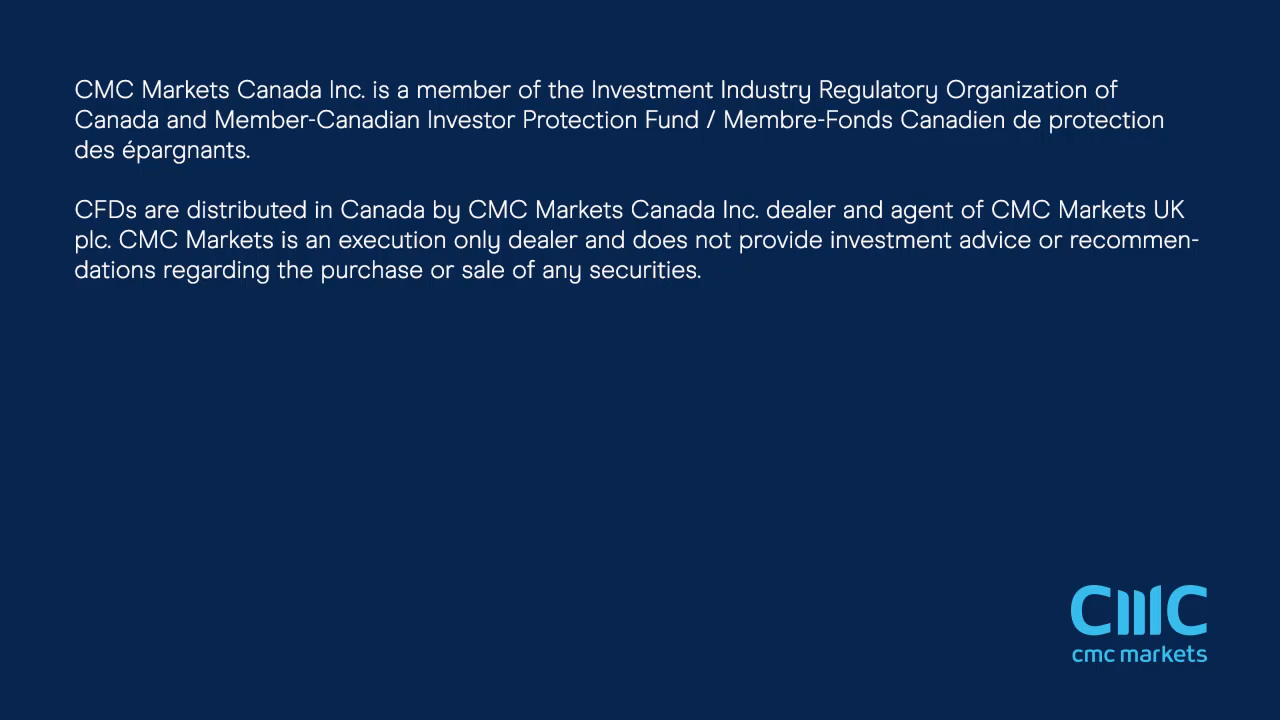 CMC Markets Canada Inc. is a member of the Investment Industry Regulatory Organization of
Canada and Member-Canadian Investor Protection Fund / Membre-Fonds Canadien de protection
des épargnants.
CFDs are distributed in Canada by CMC Markets Canada Inc. dealer and agent of CMC Markets UK
plc. CMC Markets is an execution only dealer and does not provide investment advice or recommen-
dations regarding the purchase or sale of any securities.
CMC
cmc markets